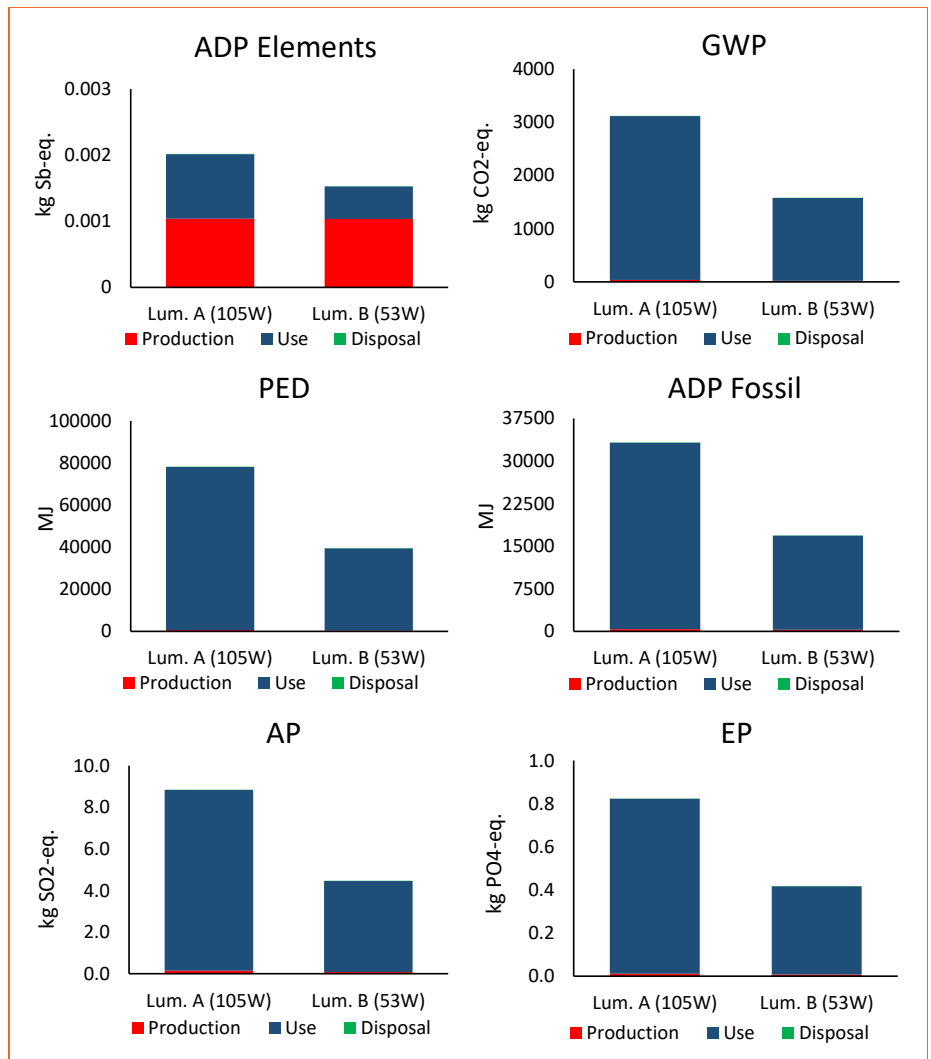 ADP Elements
kg Sb-eq.
0.003
0.002
0.001
0
Lum. A (105W) Lum. B (53W)
Production Use Disposal
GWP
kg CO2-eq.
4000
3000
2000
1000
0
Lum. A (105W) Lum. B (53W)
Production Use Disposal
PED
MJ
100000
80000
60000
40000
20000
0
Lum. A (105W) Lum. B (53W)
Production Use Disposal
ADP Fossil
MJ
37500
30000
22500
15000
7500
0
Lum. A (105W) Lum. B (53W)
Production Use Disposal
AP
kg SO2-eq.
10.0
8.0
6.0
4.0
2.0
0.0
Lum. A (105W) Lum. B (53W)
Production Use Disposal
EP
kg PO4-eq.
1.0
0.8
0.6
0.4
0.2
0.0
Lum. A (105W) Lum. B (53W)
Production Use Disposal